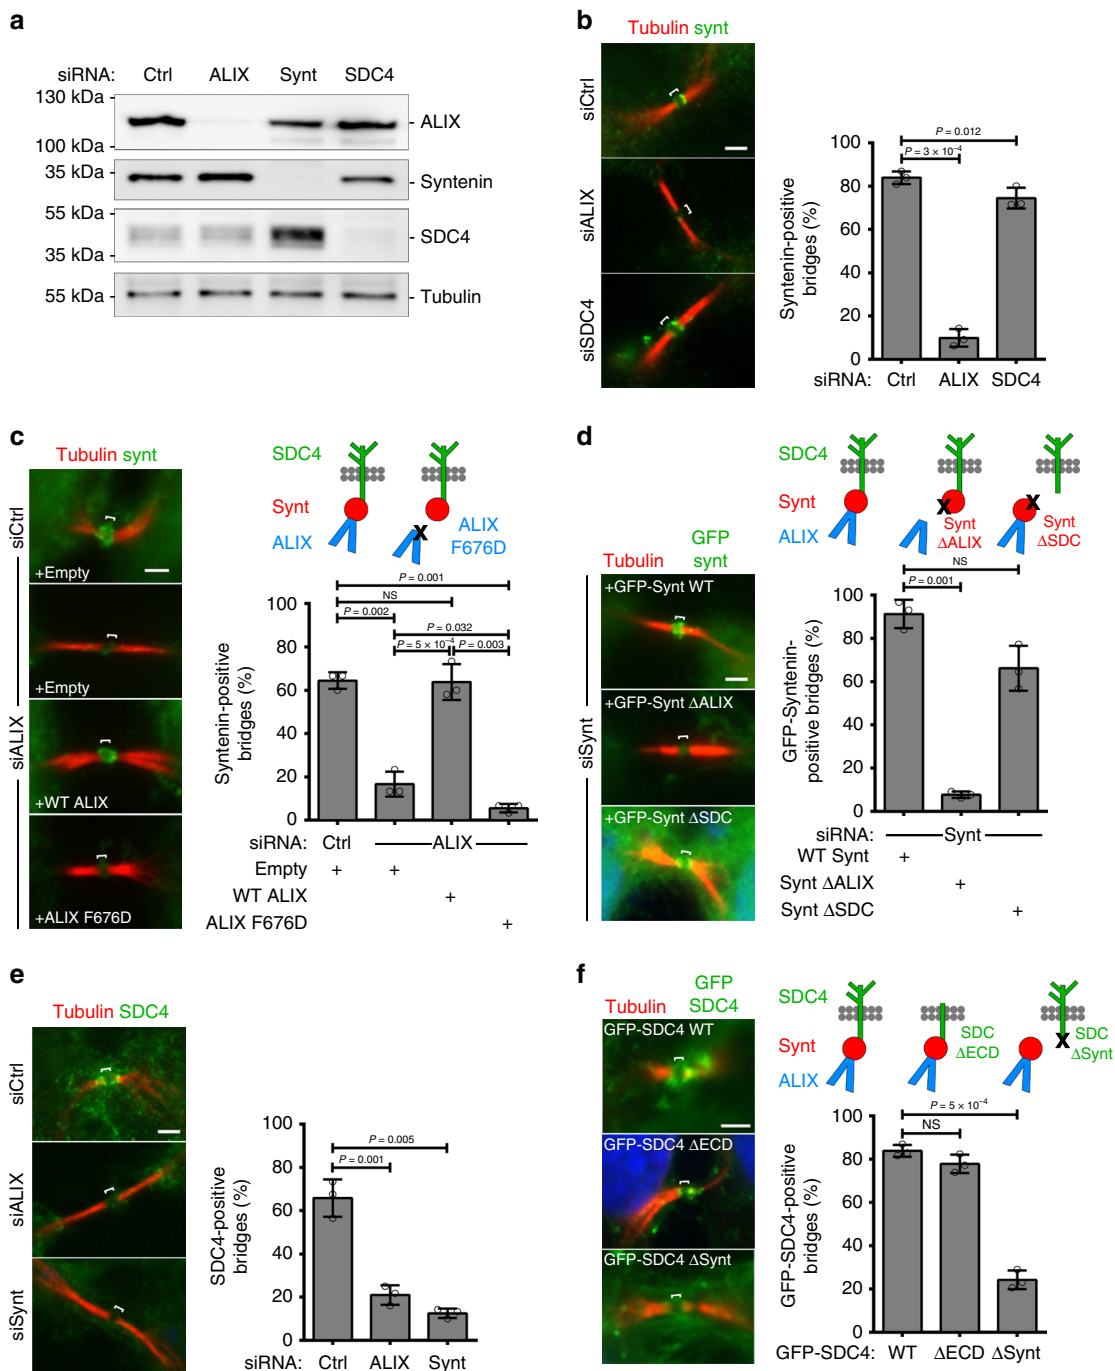 a
siRNA: Ctrl ALIX Synt SDC4
130 kDa
ALIX
100 kDa
35 kDa
Syntenin
25 kDa
55 kDa
SDC4
35 kDa
55 kDa
Tubulin
b
Tubulin synt
siCtrl
siALIX
siSDC4
Syntenin-positive
bridges (%)
100
80
60
40
20
0
P = 0.012
P = 3 × 10⁻⁴
siRNA: Ctrl ALIX SDC4
c
Tubulin synt
siCtrl
siALIX
+Empty
+Empty
+WT ALIX
+ALIX F676D
SDC4
Synt
ALIX
X
ALIX
F676D
P = 0.001
NS
P = 0.002
P = 0.032
P = 5 × 10⁻⁴
P = 0.003
Syntenin-positive
bridges (%)
100
80
60
40
20
0
siRNA: Ctrl ALIX
Empty + +
WT ALIX +
ALIX F676D +
d
Tubulin
GFP
synt
siSynt
+GFP-Synt WT
+GFP-Synt ΔALIX
+GFP-Synt ΔSDC
SDC4
Synt
ALIX
X
Synt
ΔALIX
X
Synt
ΔSDC
NS
P = 0.001
GFP-Syntenin-
positive bridges (%)
100
80
60
40
20
0
siRNA: Synt
WT Synt +
Synt ΔALIX +
Synt ΔSDC +
e
Tubulin SDC4
siCtrl
siALIX
siSynt
SDC4-positive
bridges (%)
100
80
60
40
20
0
P = 0.005
P = 0.001
siRNA: Ctrl ALIX Synt
f
Tubulin
GFP
SDC4
GFP-SDC4 WT
GFP-SDC4 ΔECD
GFP-SDC4 ΔSynt
SDC4
Synt
ALIX
SDC
ΔECD
X
SDC
ΔSynt
P = 5 × 10⁻⁴
NS
GFP-SDC4-positive
bridges (%)
100
80
60
40
20
0
GFP-SDC4: WT ΔECD ΔSynt